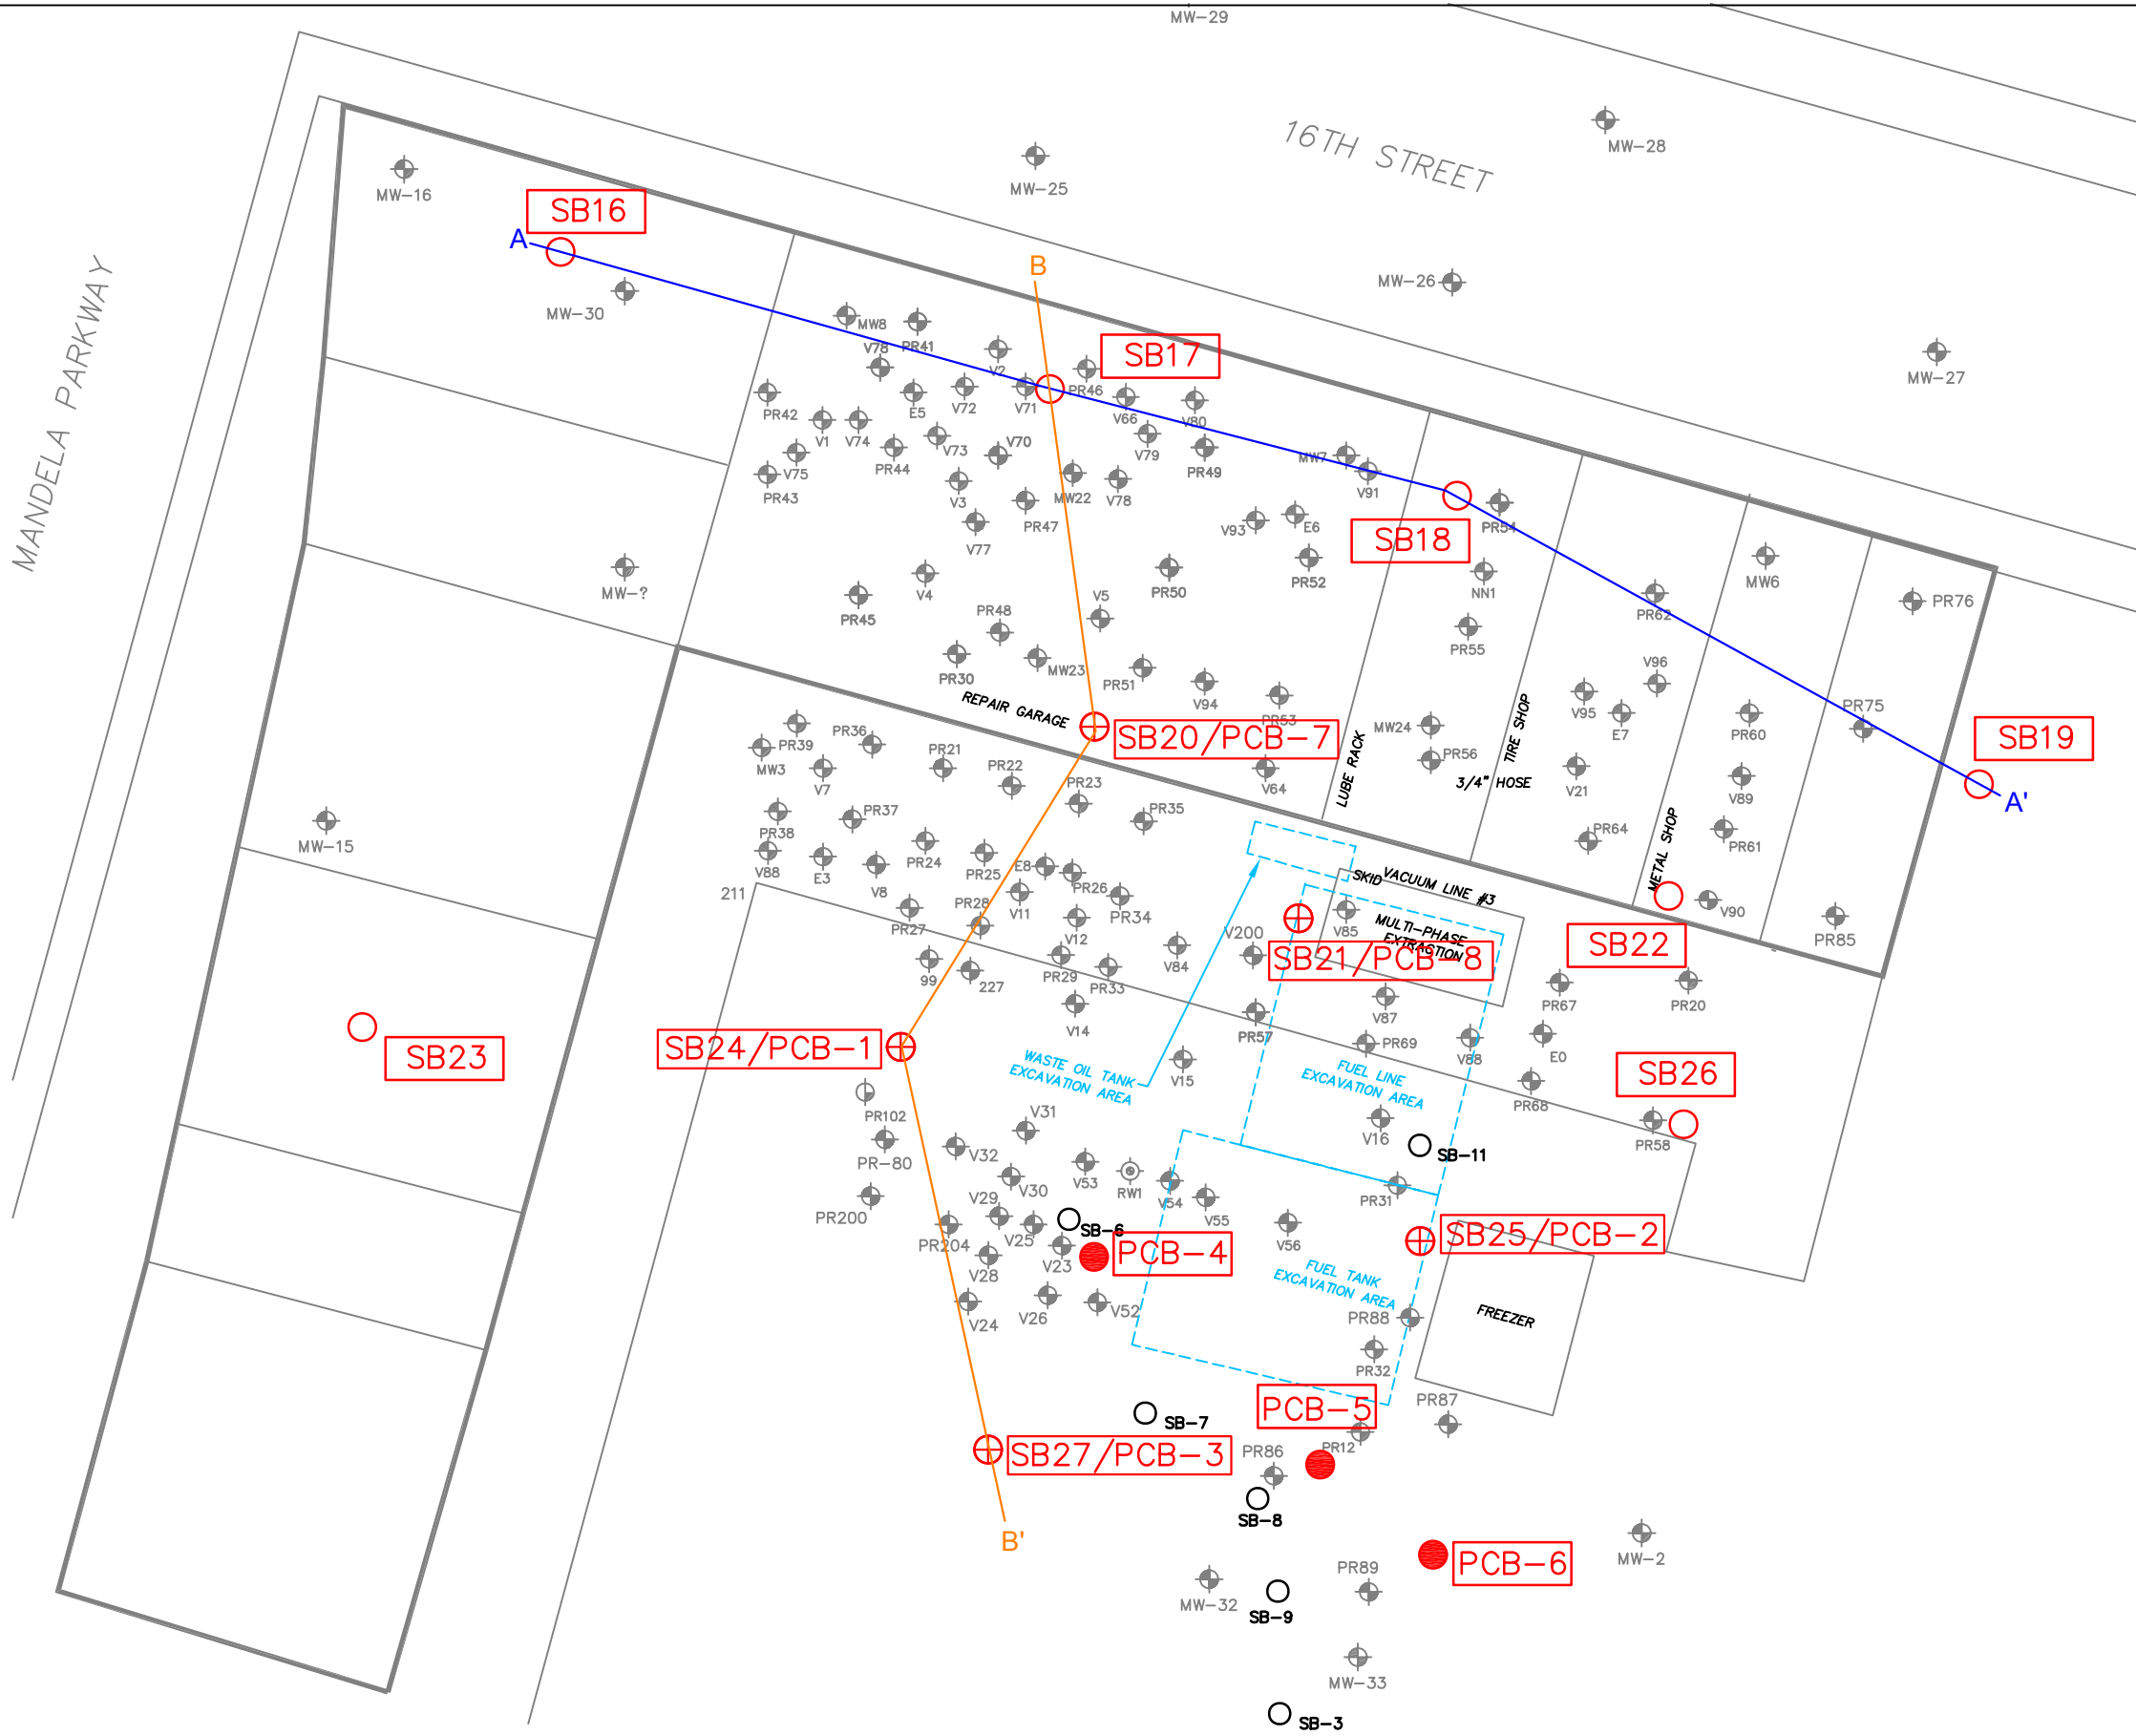 MW-29
MW-28
16TH STREET
MW-25
MW-16
SB16
A
B
MW-26
MW-30
MANDELA PARKWAY
MW8
PR41
V78
V2
SB17
MW-27
PR46
V71
V72
E5
PR42
V66
V80
V1
V74
V73
V70
V79
PR44
PR49
MW7
V75
PR43
V91
V3
MW22
V78
PR47
PR54
V93
E6
SB18
V77
PR52
MW-?
V4
PR45
PR50
NN1
MW6
PR76
V5
PR48
PR62
PR55
PR30
MW23
PR51
V96
V94
V95
REPAIR GARAGE
PR53
MW24
TIRE SHOP
E7
PR60
PR75
SB19
SB20/PCB-7
PR39
PR36
MW3
PR21
PR22
V7
PR23
V64
LUBE RACK
PR56
3/4" HOSE
V21
V89
A'
PR38
PR37
PR35
METAL SHOP
PR64
PR61
MW-15
V88
E3
V8
PR24
PR25
E8
PR26
SKID
VACUUM LINE #3
211
PR28
V11
PR34
V85
MULTI-PHASE
EXTRACTION
V90
PR85
PR27
V12
V200
SB21/PCB-8
SB22
99
227
PR29
PR33
V84
PR67
PR20
V14
V87
PR57
PR69
V88
E0
SB24/PCB-1
SB23
WASTE OIL TANK
EXCAVATION AREA
V15
FUEL LINE
EXCAVATION AREA
SB26
PR68
PR102
V31
V16
PR58
PR-80
V32
SB-11
V53
RW1
V54
V30
V29
PR31
PR200
V55
PR204
V25
SB-6
V56
SB25/PCB-2
V23
PCB-4
V28
FUEL TANK
EXCAVATION AREA
V24
V26
V52
PR88
FREEZER
PR32
PCB-5
PR87
SB-7
PR12
SB27/PCB-3
PR86
SB-8
B'
PCB-6
MW-2
PR89
MW-32
SB-9
MW-33
SB-3